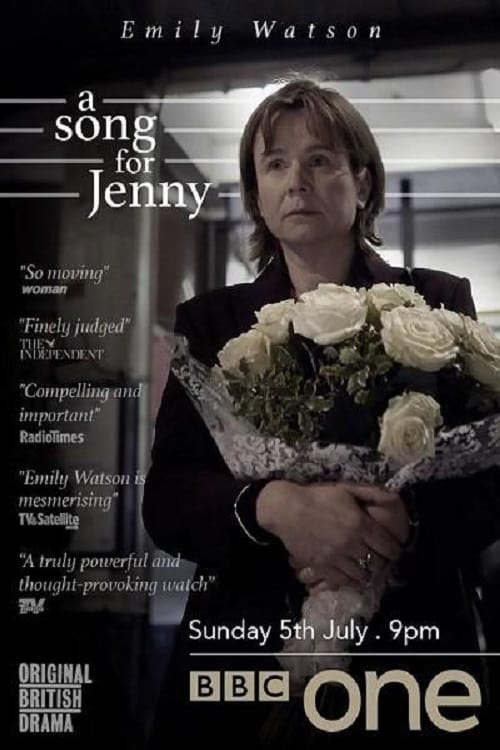 Emily Watson
a
song
for
Jenny
"So moving"
woman
"Finely judged"
THE
INDEPENDENT
"Compelling and
important"
RadioTimes
"Emily Watson is
mesmerising"
TV&Satellite
"A truly powerful and
thought-provoking watch"
TV
Sunday 5th July . 9pm
ORIGINAL
BRITISH
DRAMA
BBC one